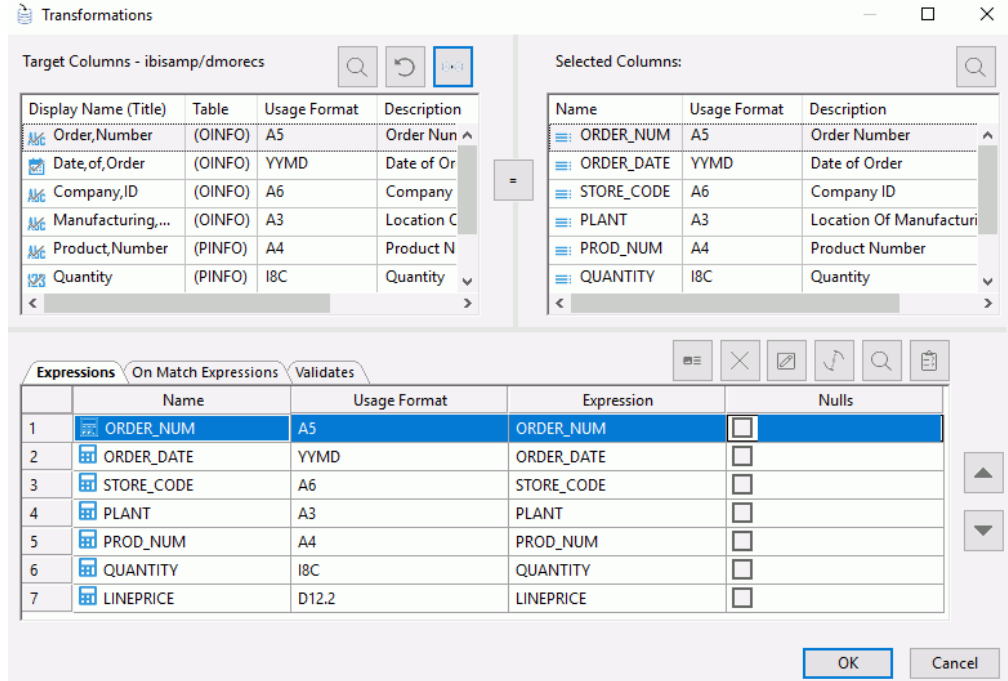 Transformations
Target Columns - ibisamp/dmorecs
Selected Columns:
Display Name (Title) Table Usage Format Description
Order,Number (OINFO) A5 Order Nun
Date,of,Order (OINFO) YYMD Date of Or
Company,ID (OINFO) A6 Company
Manufacturing,... (OINFO) A3 Location C
Product,Number (PINFO) A4 Product N
Quantity (PINFO) I8C Quantity
=
Name Usage Format Description
ORDER_NUM A5 Order Number
ORDER_DATE YYMD Date of Order
STORE_CODE A6 Company ID
PLANT A3 Location Of Manufacturi
PROD_NUM A4 Product Number
QUANTITY I8C Quantity
Expressions On Match Expressions Validates
Name Usage Format Expression Nulls
1 ORDER_NUM A5 ORDER_NUM
2 ORDER_DATE YYMD ORDER_DATE
3 STORE_CODE A6 STORE_CODE
4 PLANT A3 PLANT
5 PROD_NUM A4 PROD_NUM
6 QUANTITY I8C QUANTITY
7 LINEPRICE D12.2 LINEPRICE
OK Cancel